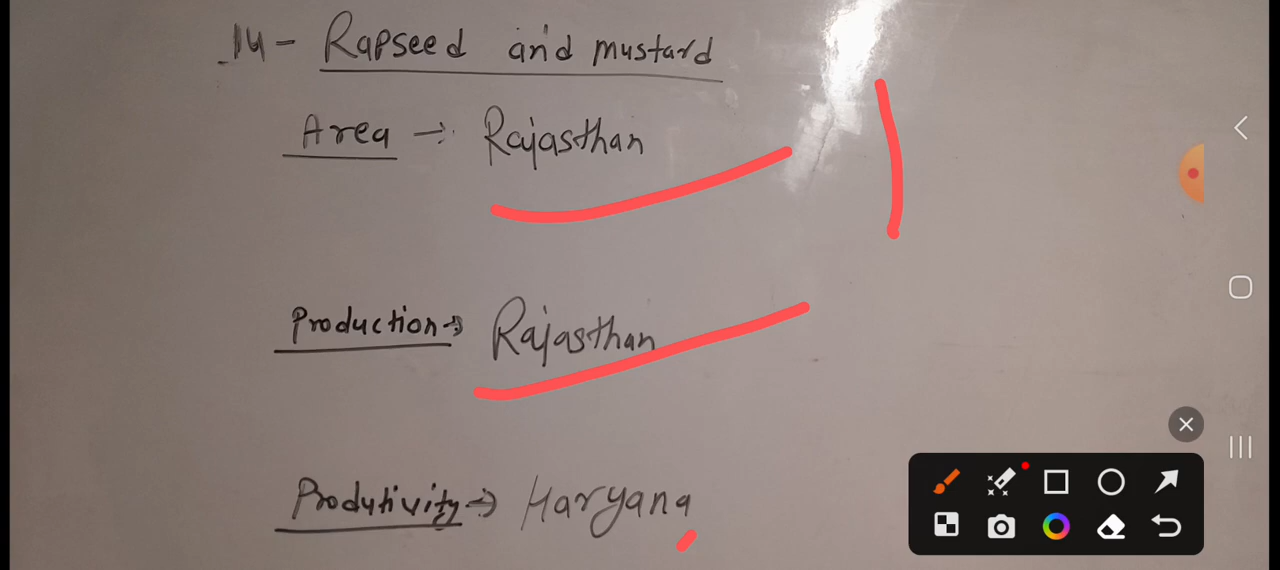 14- Rapseed and mustard
Area → Rajasthan
Production → Rajasthan
Produtivity → Haryana